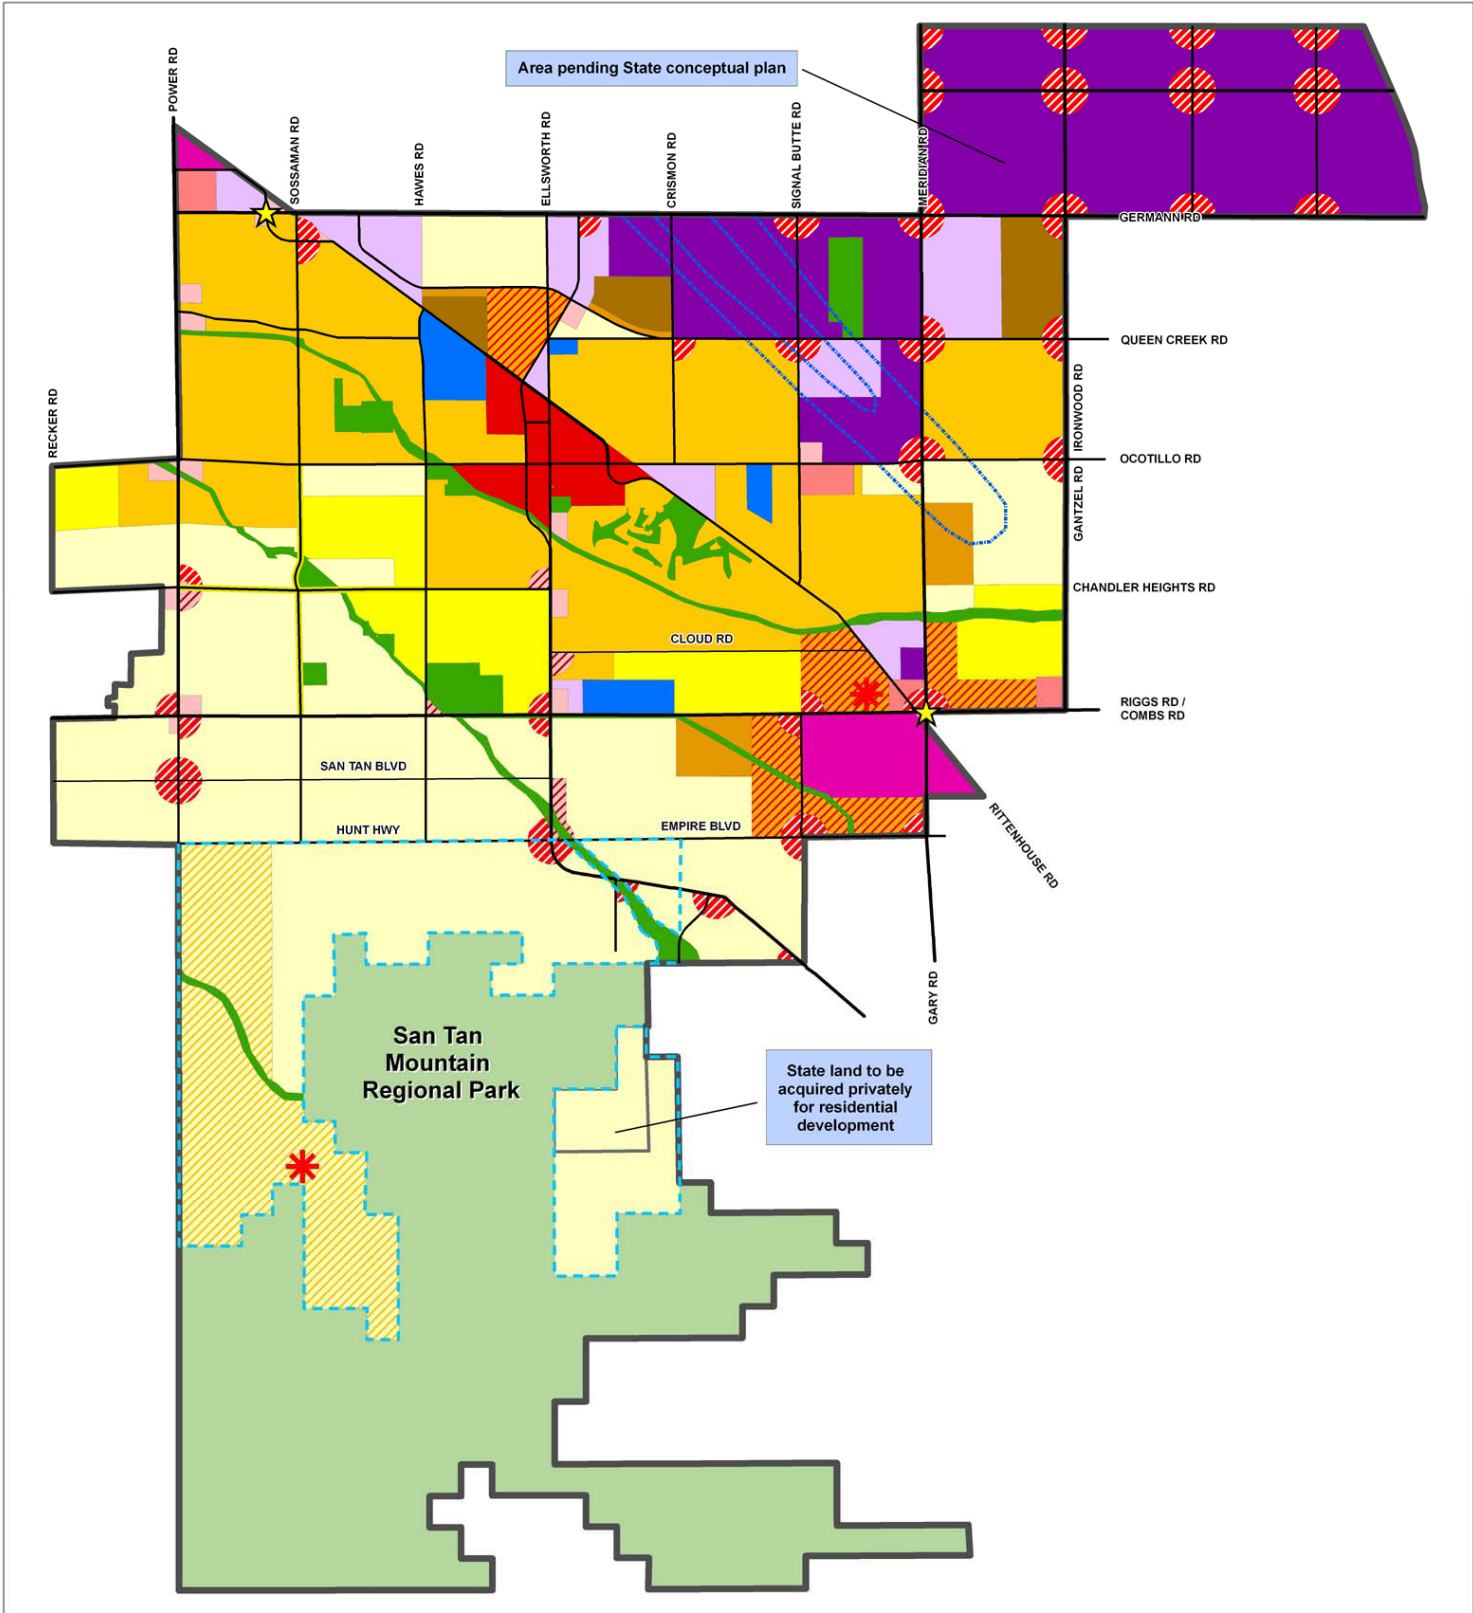 Area pending State conceptual plan
POWER RD
SOSSAMAN RD
HAWES RD
ELLSWORTH RD
CRISMON RD
SIGNAL BUTTE RD
MERIDIAN RD
GERMANN RD
QUEEN CREEK RD
RECKER RD
IRONWOOD RD
OCOTILLO RD
GANTZEL RD
CHANDLER HEIGHTS RD
CLOUD RD
RIGGS RD /
COMBS RD
SAN TAN BLVD
HUNT HWY
EMPIRE BLVD
RITTENHOUSE RD
GARY RD
San Tan
Mountain
Regional Park
State land to be
acquired privately
for residential
development